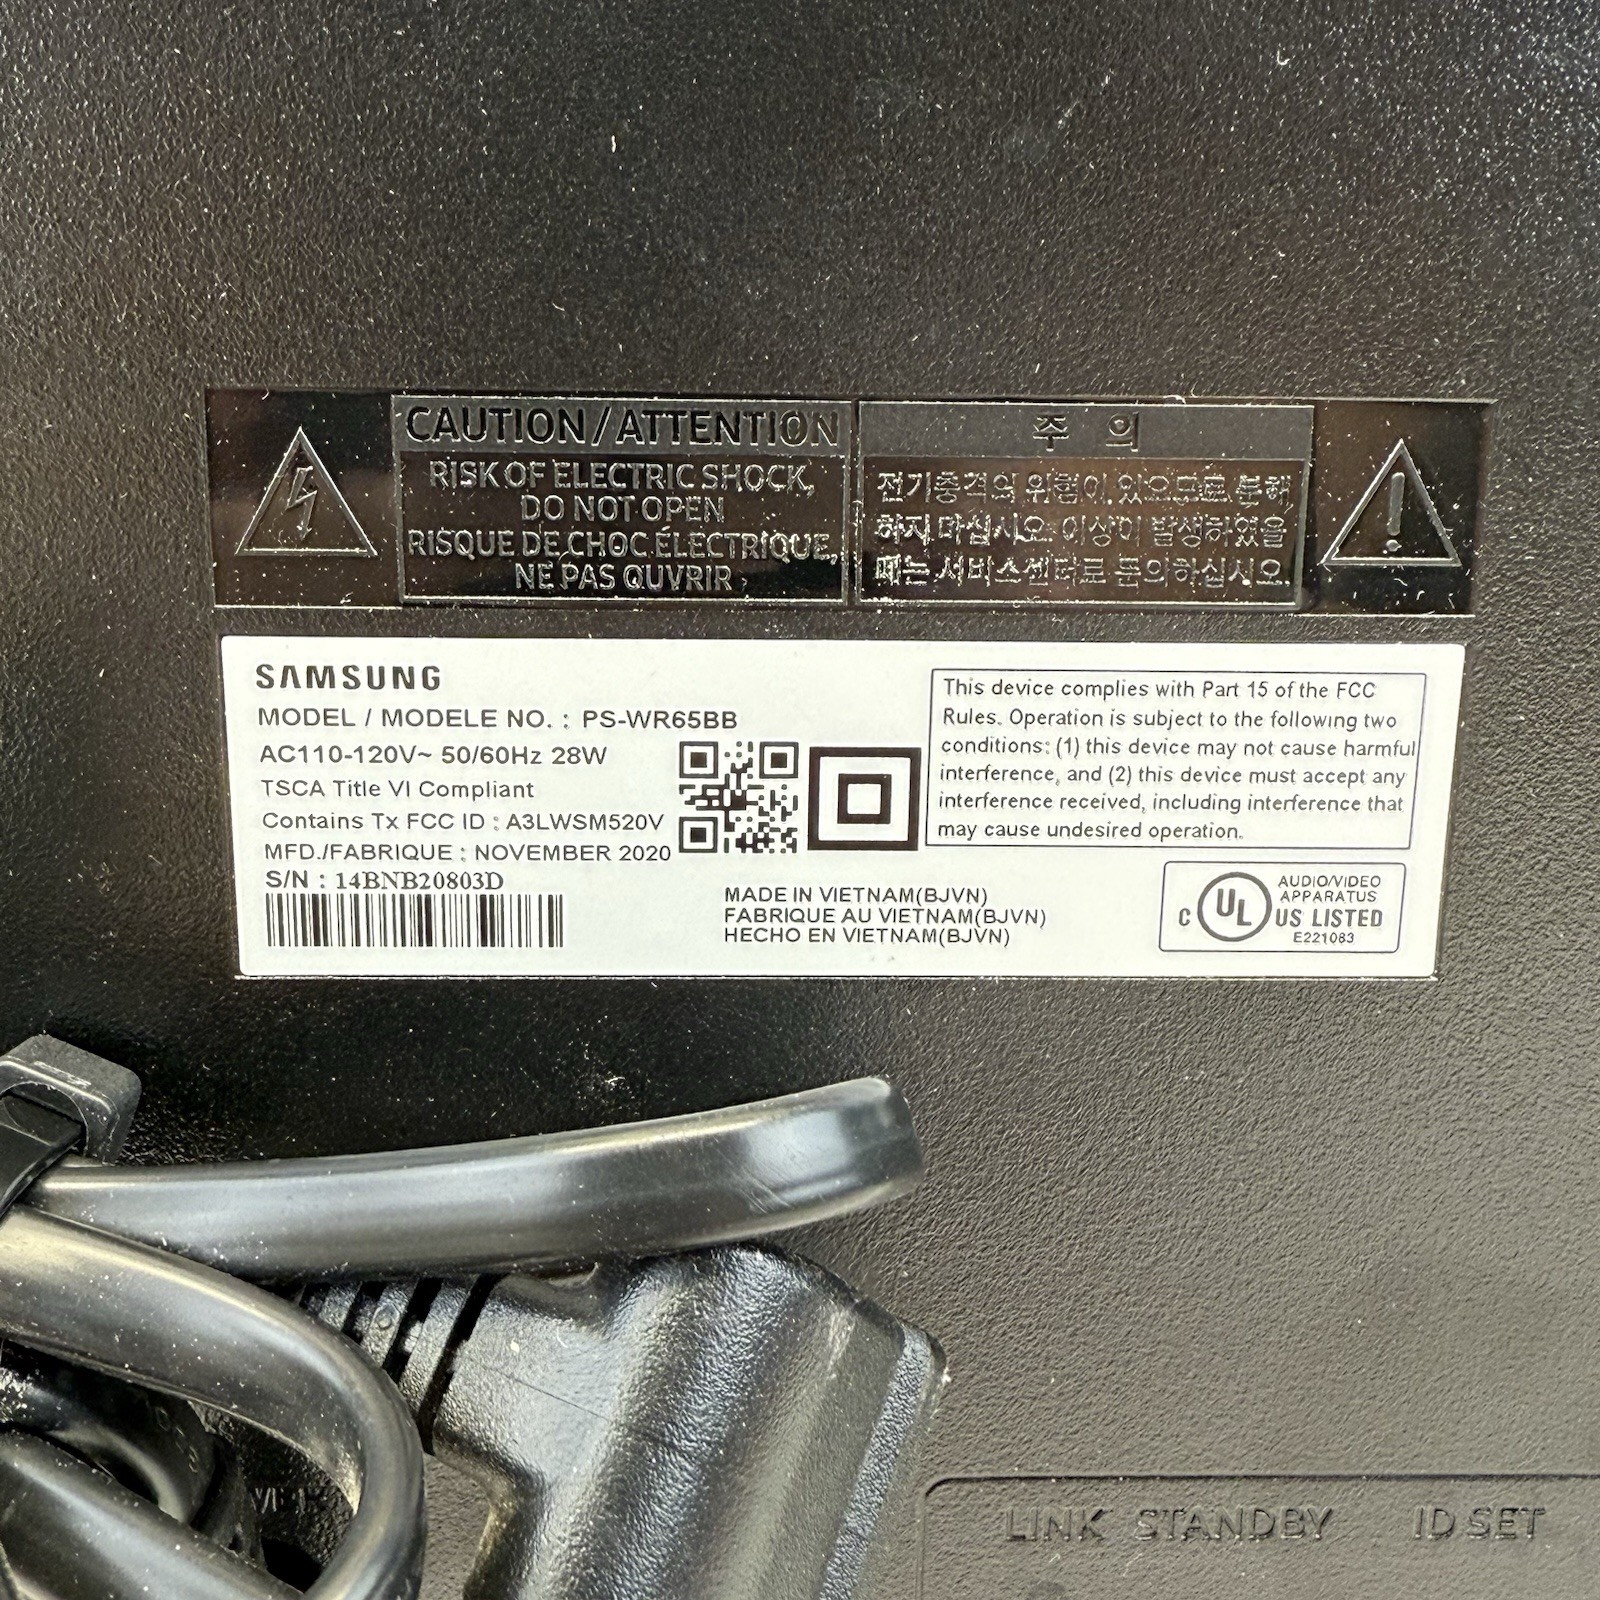 CAUTION / ATTENTION
RISK OF ELECTRIC SHOCK,
DO NOT OPEN
RISQUE DE CHOC ÉLECTRIQUE,
NE PAS OUVRIR
주 의
전기충격의 위험이 있으므로 분해
하지 마십시오 이상이 발생하였을
때는 서비스센터로 문의하십시오.
SAMSUNG
MODEL / MODELE NO. : PS-WR65BB
AC110-120V~ 50/60Hz 28W
TSCA Title VI Compliant
Contains Tx FCC ID : A3LWSM520V
MFD./FABRIQUE : NOVEMBER 2020
S/N : 14BNB20803D
This device complies with Part 15 of the FCC
Rules. Operation is subject to the following two
conditions: (1) this device may not cause harmful
interference, and (2) this device must accept any
interference received, including interference that
may cause undesired operation.
MADE IN VIETNAM(BJVN)
FABRIQUE AU VIETNAM(BJVN)
HECHO EN VIETNAM(BJVN)
C UL US LISTED
AUDIO/VIDEO
APPARATUS
E221083
LINK STANDBY ID SET